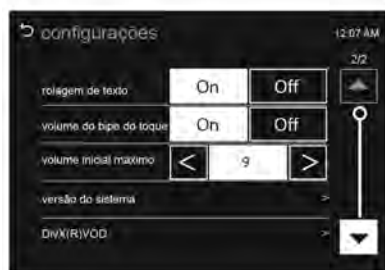 configurações 12:07 AM
2/2
rolagem de texto On Off
volume do bipe do toque On Off
volume inicial máximo < 9 >
versão do sistema >
DivX(R)VOD >